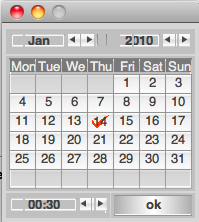 Jan 2010
Mon Tue We Thu Fri Sat Sun
1 2 3
4 5 6 7 8 9 10
11 12 13 14 15 16 17
18 19 20 21 22 23 24
25 26 27 28 29 30 31
00:30 ok